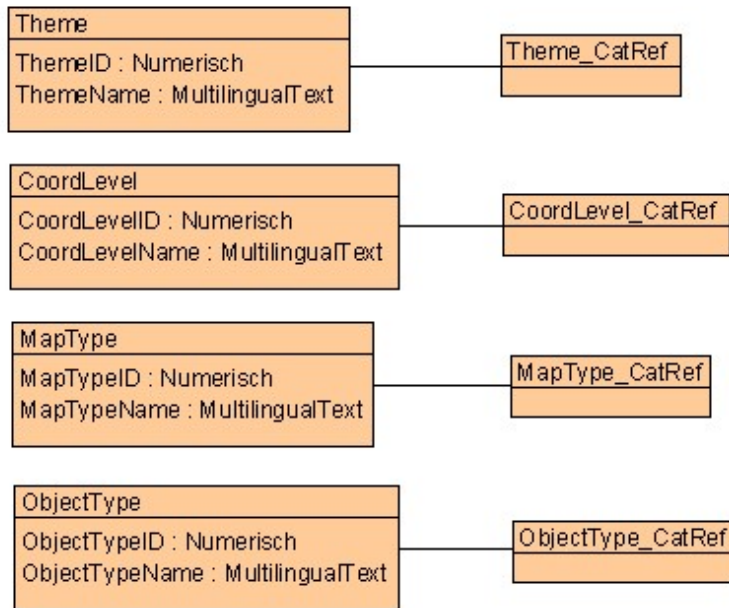 Theme
ThemeID : Numerisch
ThemeName : MultilingualText
Theme_CatRef
CoordLevel
CoordLevelID : Numerisch
CoordLevelName : MultilingualText
CoordLevel_CatRef
MapType
MapTypeID : Numerisch
MapTypeName : MultilingualText
MapType_CatRef
ObjectType
ObjectTypeID : Numerisch
ObjectTypeName : MultilingualText
ObjectType_CatRef